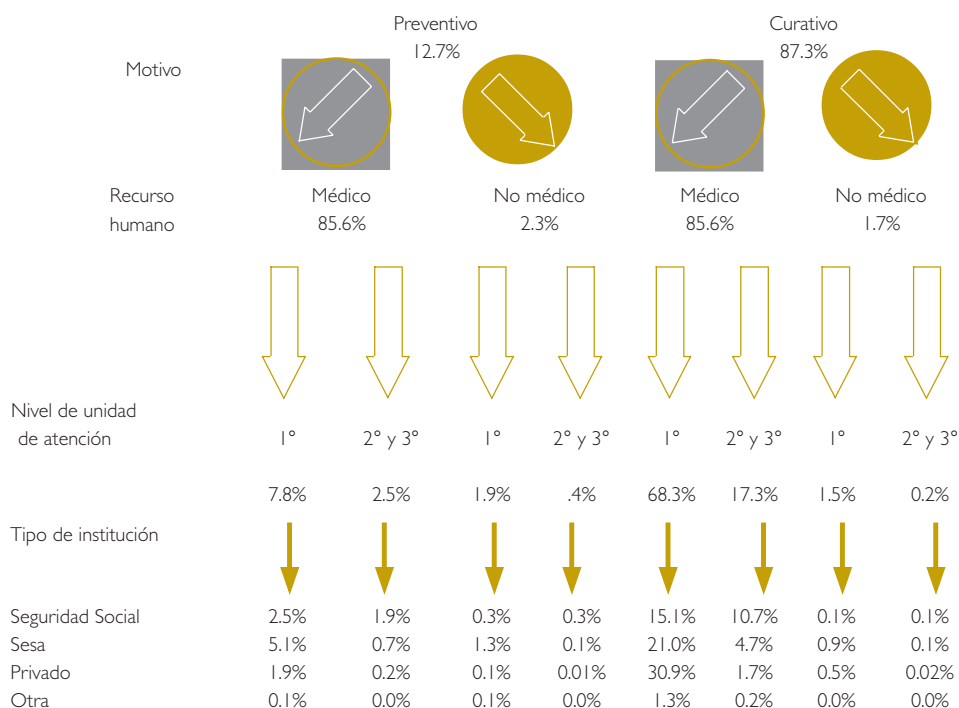 Preventivo Curativo
12.7% 87.3%
Motivo
Recurso Médico No médico Médico No médico
humano 85.6% 2.3% 85.6% 1.7%
Nivel de unidad
de atención 1° 2° y 3° 1° 2° y 3° 1° 2° y 3° 1° 2° y 3°
7.8% 2.5% 1.9% .4% 68.3% 17.3% 1.5% 0.2%
Tipo de institución
Seguridad Social 2.5% 1.9% 0.3% 0.3% 15.1% 10.7% 0.1% 0.1%
Sesa 5.1% 0.7% 1.3% 0.1% 21.0% 4.7% 0.9% 0.1%
Privado 1.9% 0.2% 0.1% 0.01% 30.9% 1.7% 0.5% 0.02%
Otra 0.1% 0.0% 0.1% 0.0% 1.3% 0.2% 0.0% 0.0%